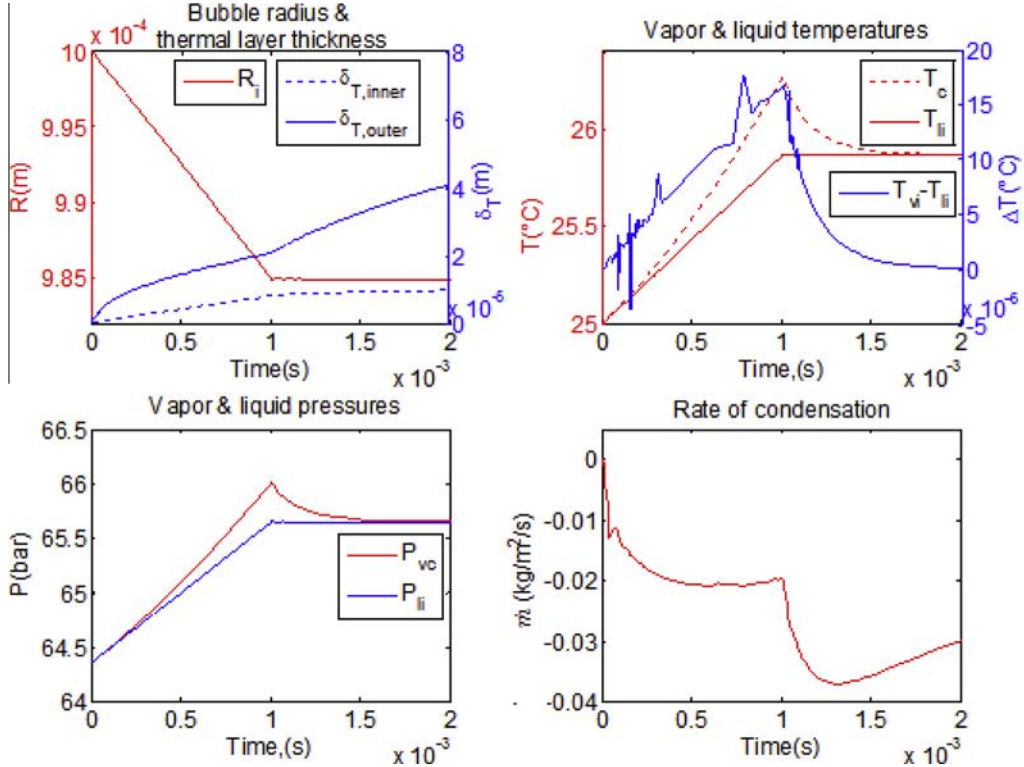 Bubble radius &
thermal layer thickness
x 10⁻⁴
10
9.95
9.9
9.85
R(m)
R_i
δ_T,inner
δ_T,outer
8
6
4
2
0
δ_T(m)
x 10⁻⁶
0 0.5 1 1.5 2
Time(s)
x 10⁻³
Vapor & liquid temperatures
26
25.5
25
T(°C)
T_c
T_li
T_vi-T_li
20
15
10
5
0
-5
ΔT(°C)
x 10⁻⁶
0 0.5 1 1.5 2
Time,(s)
x 10⁻³
Vapor & liquid pressures
66.5
66
65.5
65
64.5
64
P(bar)
P_vc
P_li
0 0.5 1 1.5 2
Time,(s)
x 10⁻³
Rate of condensation
0
-0.01
-0.02
-0.03
-0.04
ṁ (kg/m²/s)
0 0.5 1 1.5 2
Time(s)
x 10⁻³